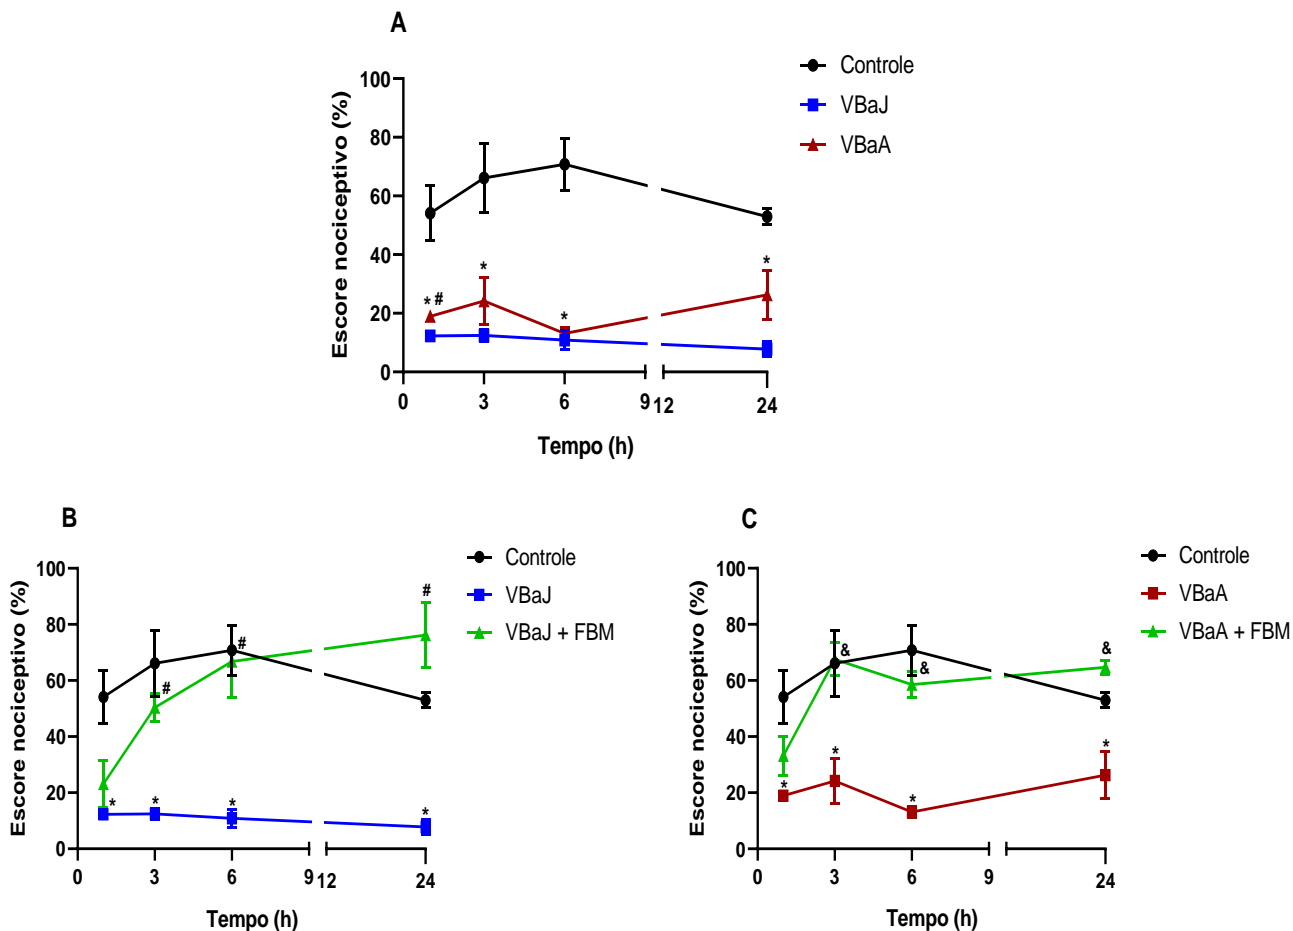 A
Controle
VBaJ
VBaA
Escore nociceptivo (%)
100
80
60
40
20
0
* # * * *
0 3 6 9 12 24
Tempo (h)
B
Controle
VBaJ
VBaJ + FBM
Escore nociceptivo (%)
100
80
60
40
20
0
# # #
* * * *
0 3 6 9 12 24
Tempo (h)
C
Controle
VBaA
VBaA + FBM
Escore nociceptivo (%)
100
80
60
40
20
0
& & &
* * * *
0 3 6 9 24
Tempo (h)